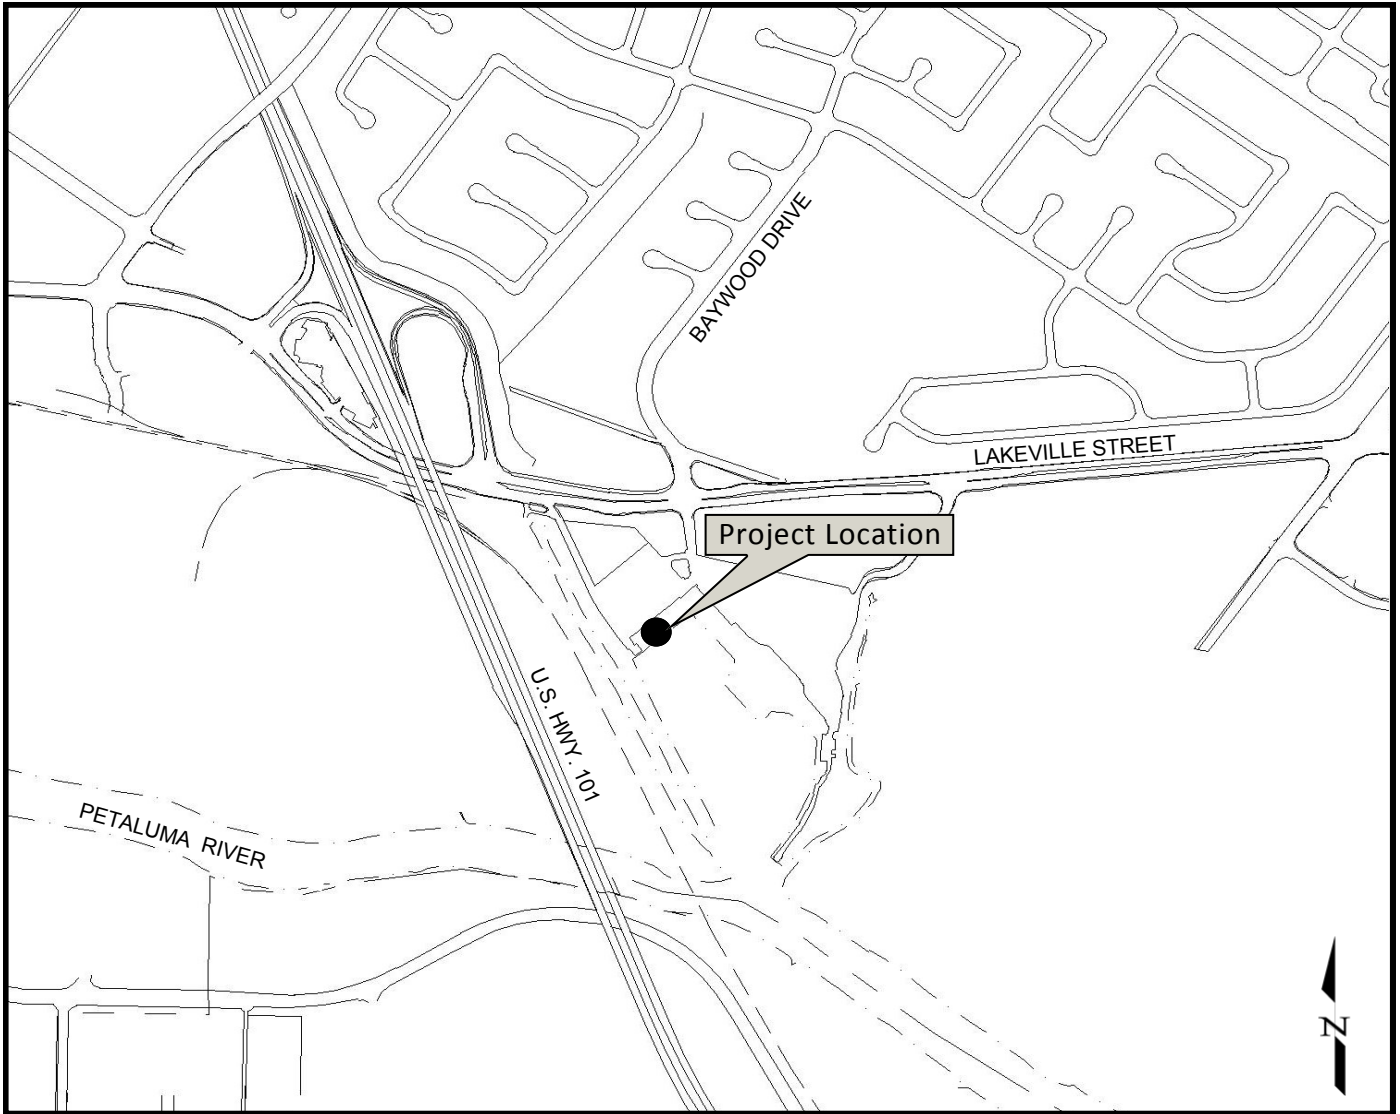 BAYWOOD DRIVE
LAKEVILLE STREET
Project Location
U.S. HWY. 101
PETALUMA RIVER
N